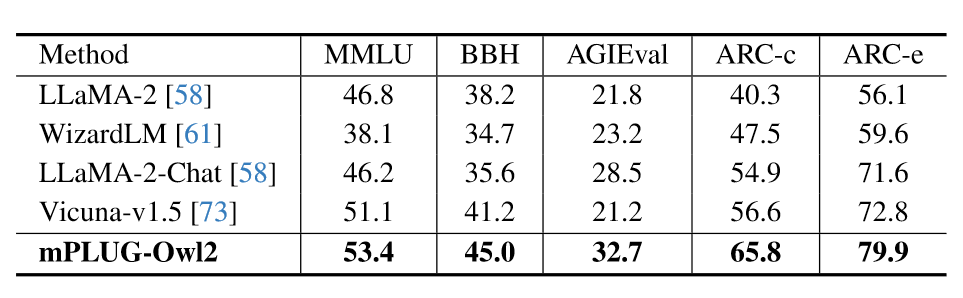 Method MMLU BBH AGIEval ARC-c ARC-e
LLaMA-2 [58] 46.8 38.2 21.8 40.3 56.1
WizardLM [61] 38.1 34.7 23.2 47.5 59.6
LLaMA-2-Chat [58] 46.2 35.6 28.5 54.9 71.6
Vicuna-v1.5 [73] 51.1 41.2 21.2 56.6 72.8
mPLUG-Owl2 53.4 45.0 32.7 65.8 79.9